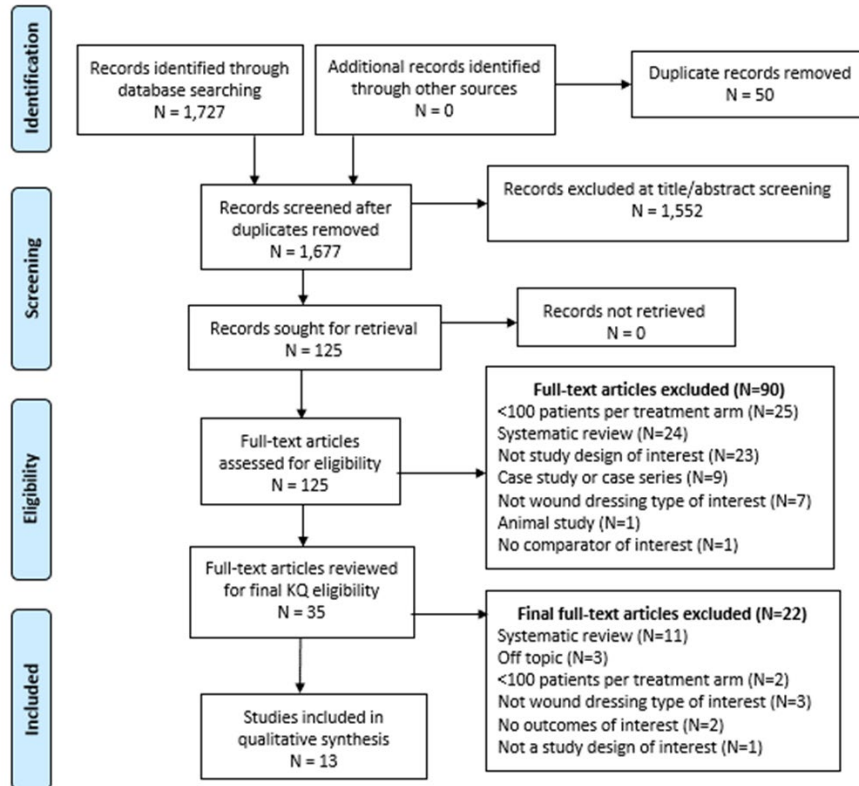 Identification
Records identified through
database searching
N = 1,727
Additional records identified
through other sources
N = 0
Duplicate records removed
N = 50
Screening
Records screened after
duplicates removed
N = 1,677
Records excluded at title/abstract screening
N = 1,552
Records sought for retrieval
N = 125
Records not retrieved
N = 0
Eligibility
Full-text articles
assessed for eligibility
N = 125
Full-text articles excluded (N=90)
<100 patients per treatment arm (N=25)
Systematic review (N=24)
Not study design of interest (N=23)
Case study or case series (N=9)
Not wound dressing type of interest (N=7)
Animal study (N=1)
No comparator of interest (N=1)
Full-text articles reviewed
for final KQ eligibility
N = 35
Final full-text articles excluded (N=22)
Systematic review (N=11)
Off topic (N=3)
<100 patients per treatment arm (N=2)
Not wound dressing type of interest (N=3)
No outcomes of interest (N=2)
Not a study design of interest (N=1)
Included
Studies included in
qualitative synthesis
N = 13